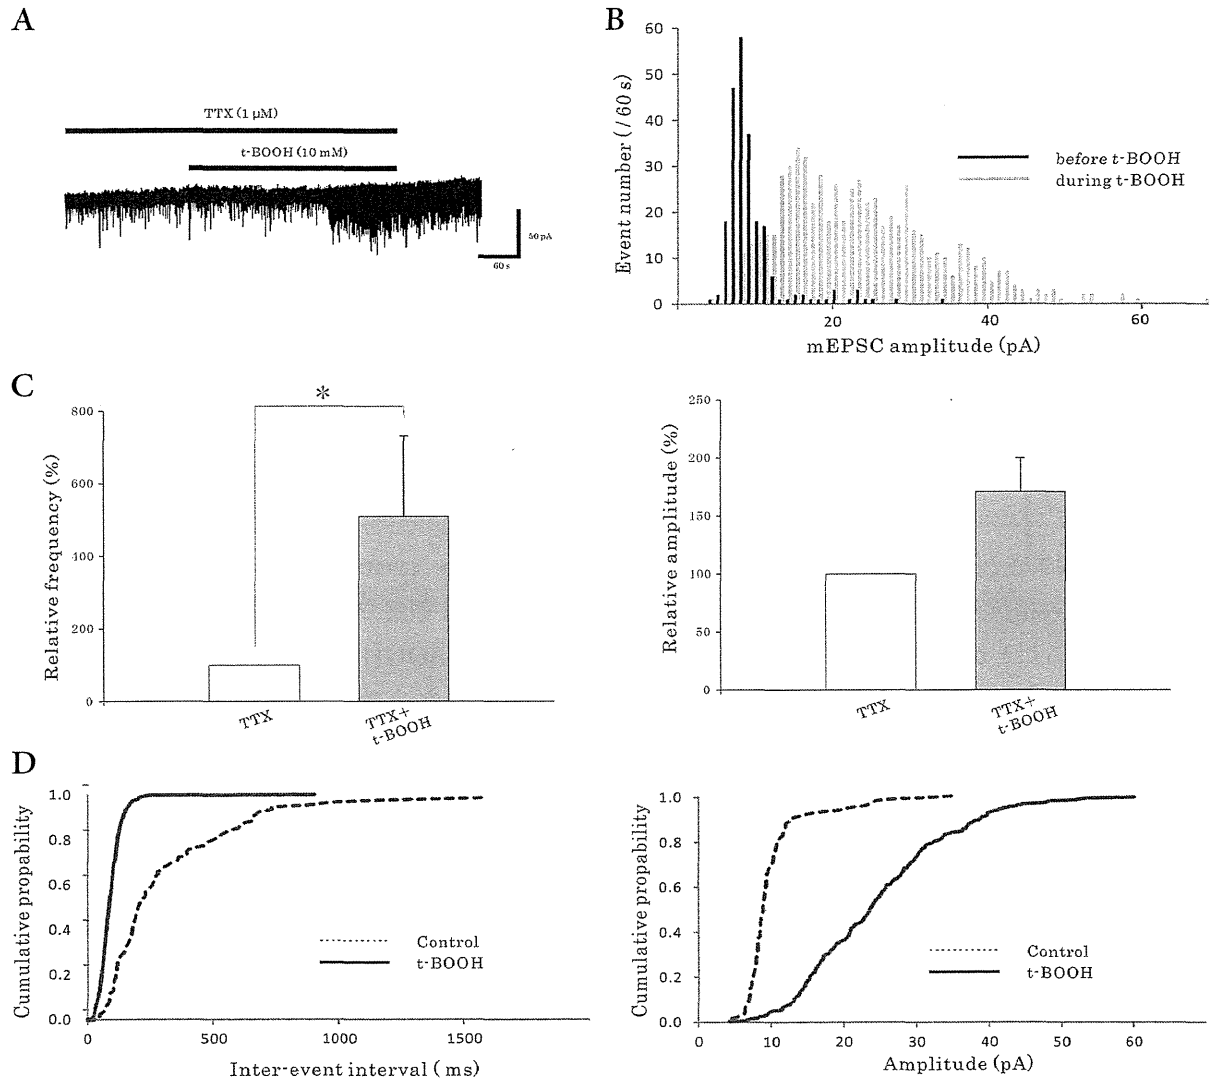 A
TTX (1 µM)
t-BOOH (10 mM)
50 pA
60 s
B
60
50
40
30
20
10
0
Event number (/60 s)
before t-BOOH
during t-BOOH
20
40
60
mEPSC amplitude (pA)
C
*
800
600
400
200
0
Relative frequency (%)
TTX
TTX+
t-BOOH
250
200
150
100
50
0
Relative amplitude (%)
TTX
TTX+
t-BOOH
D
1.0
0.8
0.6
0.4
0.2
0.0
Cumulative propability
Control
t-BOOH
0
500
1000
1500
Inter-event interval ( ms)
1.0
0.8
0.6
0.4
0.2
0.0
Cumulative propability
Control
t-BOOH
0
10
20
30
40
50
60
Amplitude (pA)